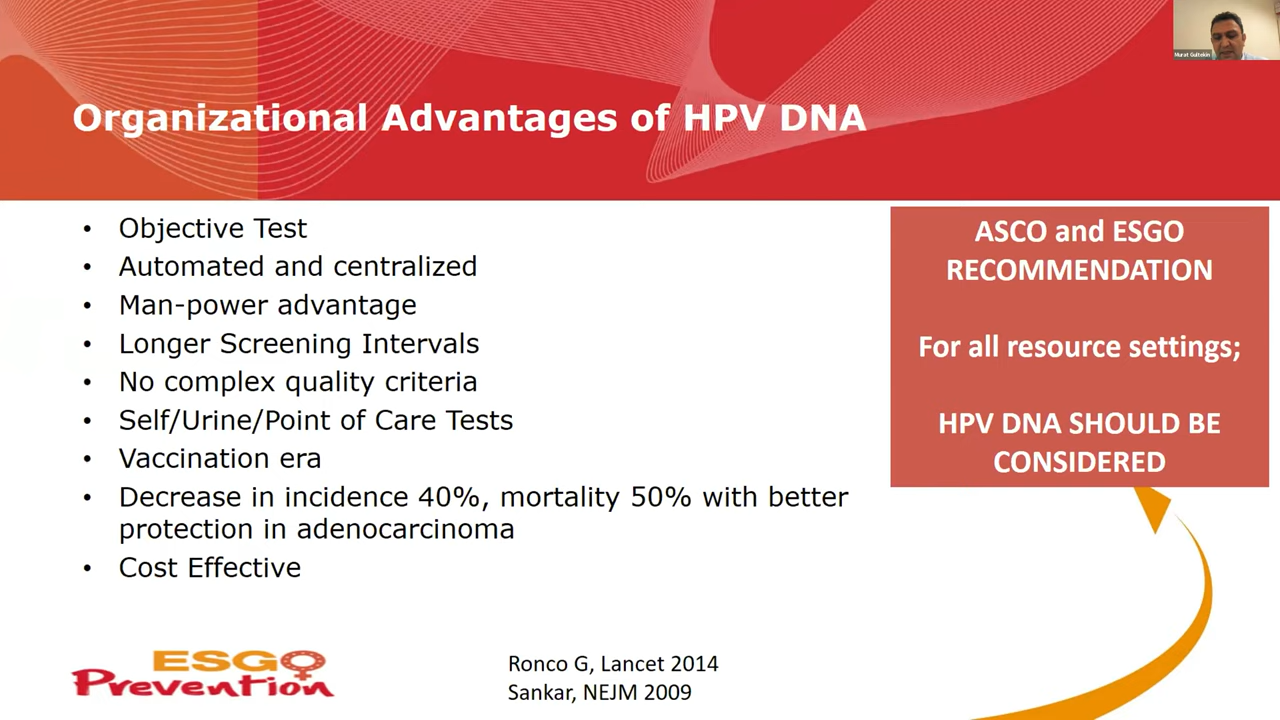 Murat Gultekin
Organizational Advantages of HPV DNA
• Objective Test
• Automated and centralized
• Man-power advantage
• Longer Screening Intervals
• No complex quality criteria
• Self/Urine/Point of Care Tests
• Vaccination era
• Decrease in incidence 40%, mortality 50% with better
protection in adenocarcinoma
• Cost Effective
ASCO and ESGO
RECOMMENDATION
For all resource settings;
HPV DNA SHOULD BE
CONSIDERED
ESGO
Prevention
Ronco G, Lancet 2014
Sankar, NEJM 2009